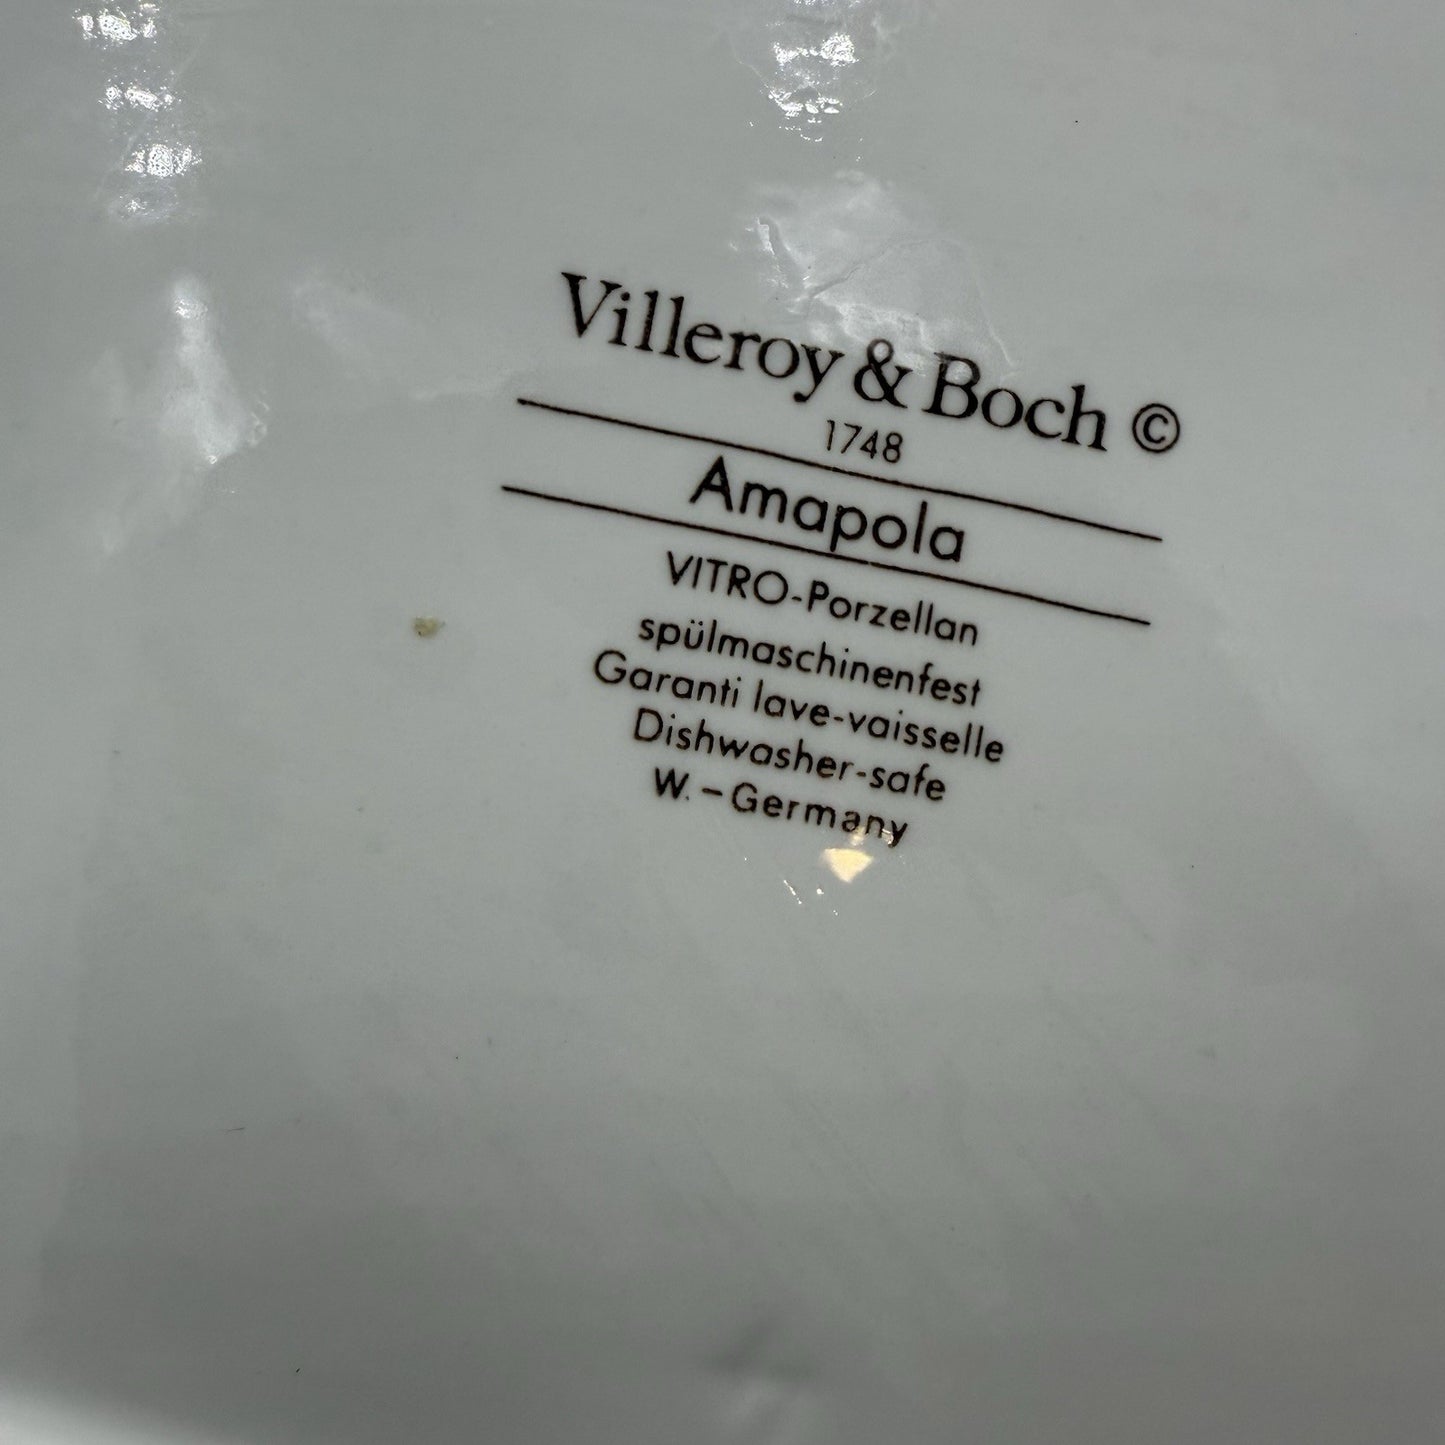 Villeroy & Boch ©
1748
Amapola
VITRO-Porzellan
spülmaschinenfest
Garanti lave-vaisselle
Dishwasher-safe
W.-Germany